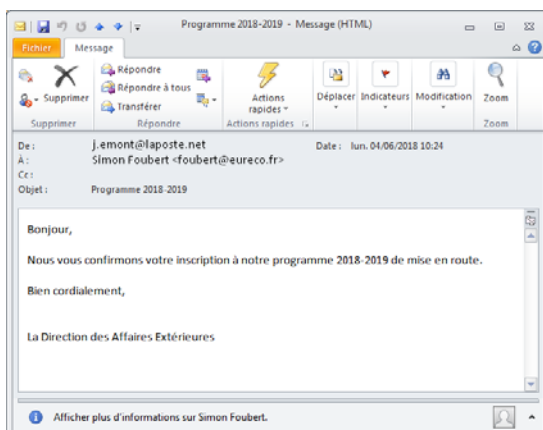 Programme 2018-2019 - Message (HTML)
Fichier Message
Supprimer
Répondre
Répondre à tous
Transférer
Actions rapides
Déplacer Indicateurs Modification Zoom
Supprimer Répondre Actions rapides Zoom
De : j.emont@laposte.net Date : lun. 04/06/2018 10:24
À : Simon Foubert <foubert@eureco.fr>
Cc :
Objet : Programme 2018-2019
Bonjour,
Nous vous confirmons votre inscription à notre programme 2018-2019 de mise en route.
Bien cordialement,
La Direction des Affaires Extérieures
Afficher plus d'informations sur Simon Foubert.